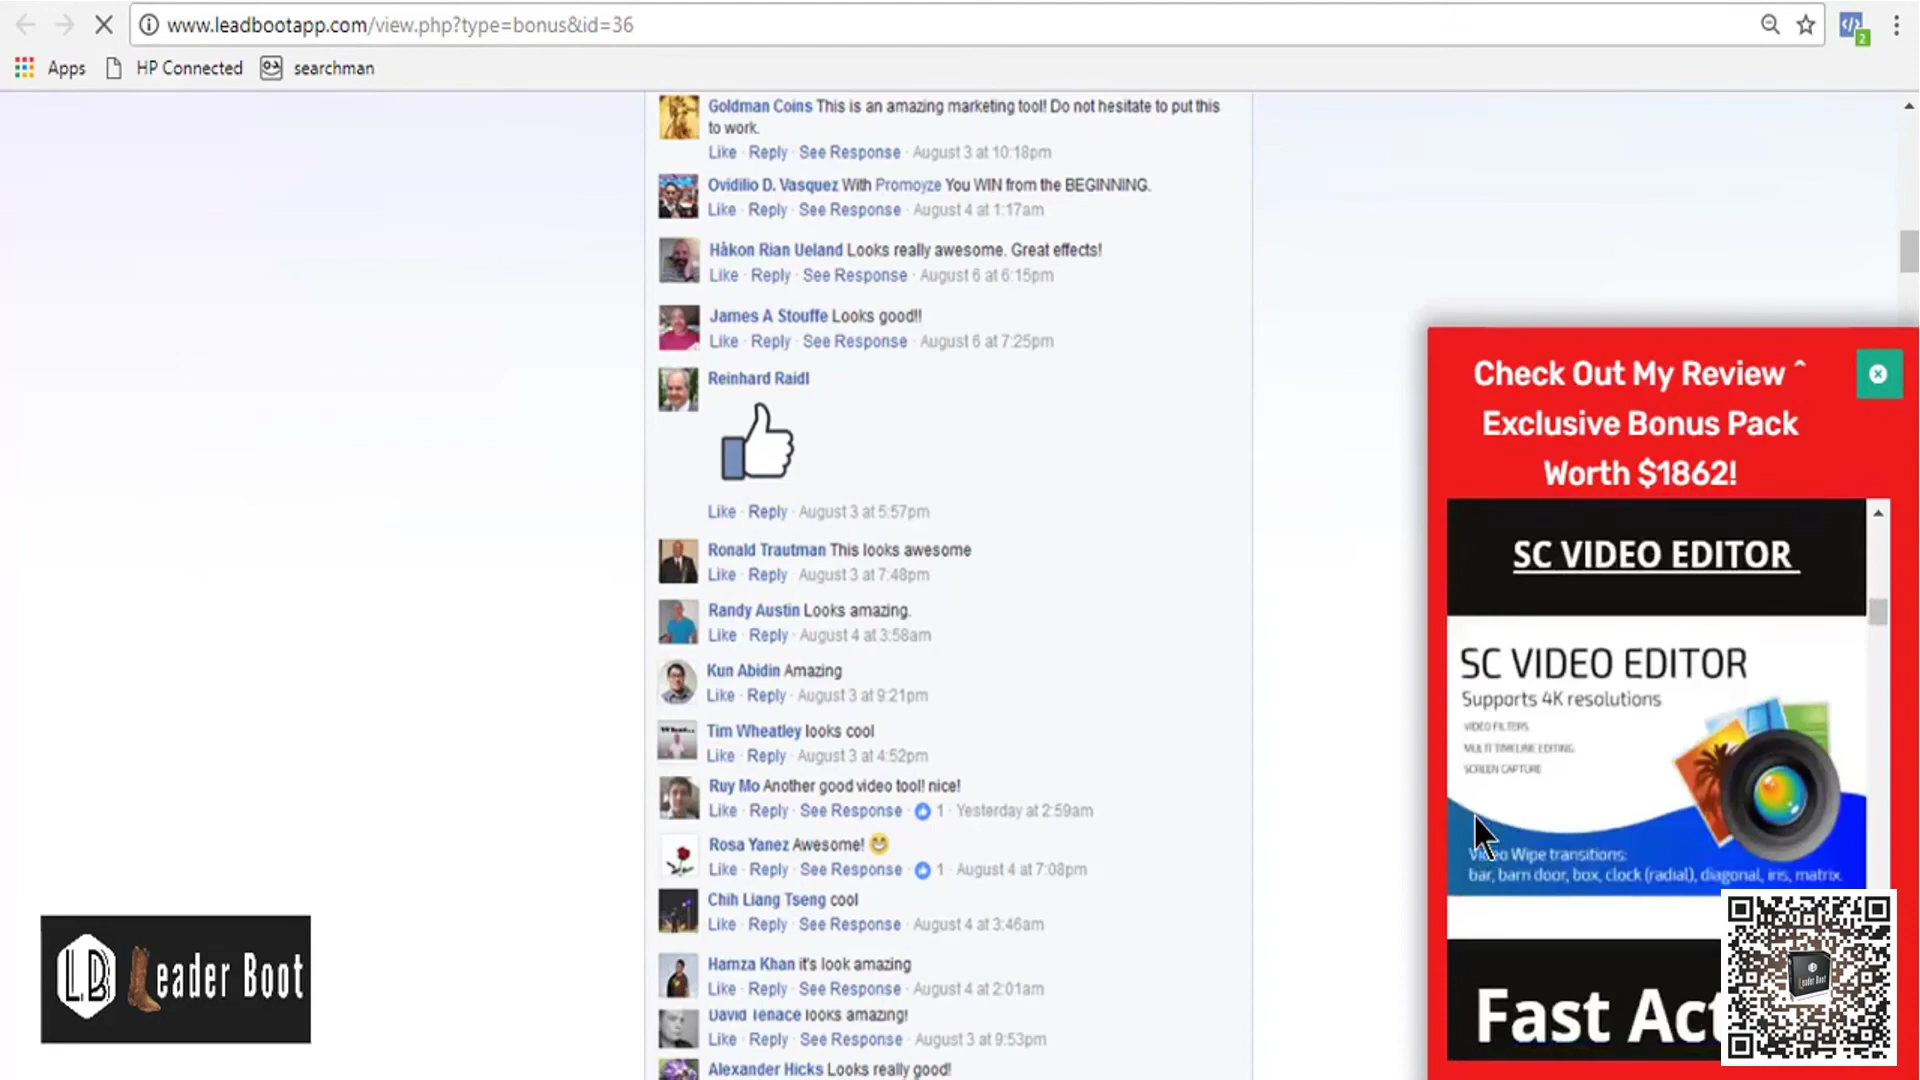 www.leadbootapp.com/view.php?type=bonus&id=36
2
Apps HP Connected searchman
Goldman Coins This is an amazing marketing tool! Do not hesitate to put this
to work.
Like · Reply · See Response · August 3 at 10:18pm
Ovidilio D. Vasquez With Promoyze You WIN from the BEGINNING.
Like · Reply · See Response · August 4 at 1:17am
Håkon Rian Ueland Looks really awesome. Great effects!
Like · Reply · See Response · August 6 at 6:15pm
James A Stouffe Looks good!!
Like · Reply · See Response · August 6 at 7:25pm
Reinhard Raidl
Like · Reply · August 3 at 5:57pm
Ronald Trautman This looks awesome
Like · Reply · August 3 at 7:48pm
Randy Austin Looks amazing.
Like · Reply · August 4 at 3:58am
Kun Abidin Amazing
Like · Reply · August 3 at 9:21pm
Tim Wheatley looks cool
Like · Reply · August 3 at 4:52pm
Ruy Mo Another good video tool! nice!
Like · Reply · See Response · 1 · Yesterday at 2:59am
Rosa Yanez Awesome! 😁
Like · Reply · See Response · 1 · August 4 at 7:08pm
Chih Liang Tseng cool
Like · Reply · See Response · August 4 at 3:46am
Hamza Khan it's look amazing
Like · Reply · See Response · August 4 at 2:01am
David Tenace looks amazing!
Like · Reply · See Response · August 3 at 9:53pm
Alexander Hicks Looks really good!
Check Out My Review ^
Exclusive Bonus Pack
Worth $1862!
SC VIDEO EDITOR
SC VIDEO EDITOR
Supports 4K resolutions
VIDEO FILTERS
MULTI TIMELINE EDITING
SCREEN CAPTURE
Video Wipe transitions:
bar, barn door, box, clock (radial), diagonal, iris, matrix.
Fast Act
LB Leader Boot
Leader Boot